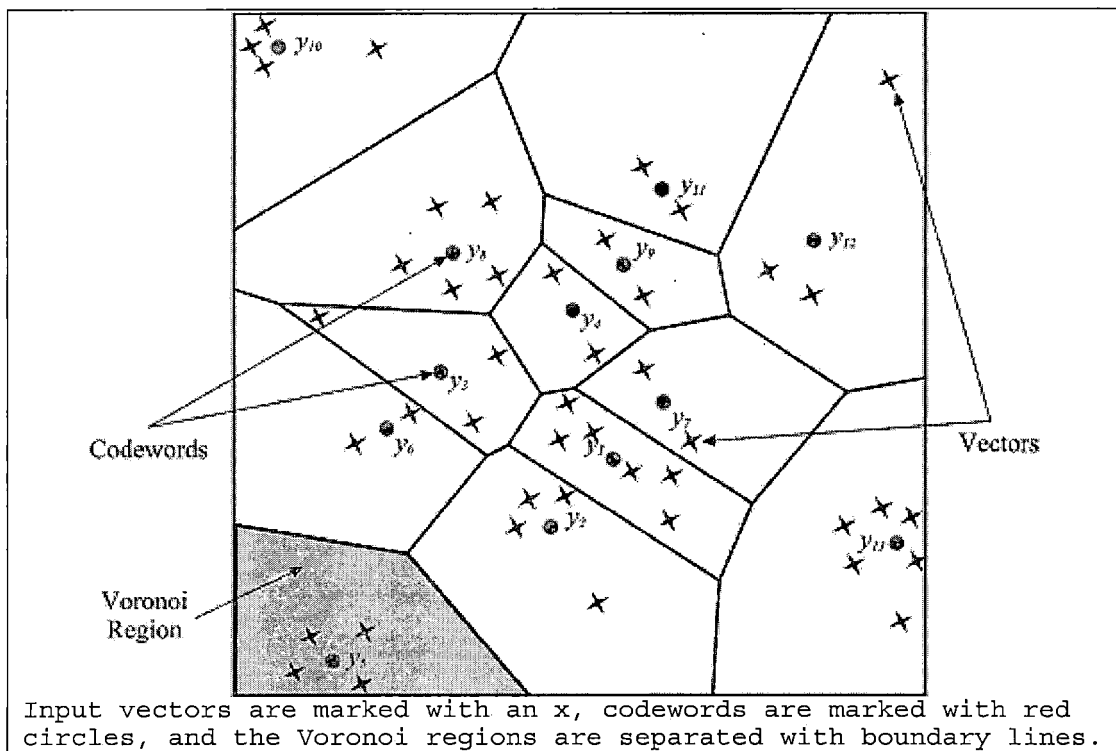 y10
y11
y12
y8
y9
y4
y3
y7
Codewords
y6
y1
Vectors
y2
y13
Voronoi
Region
y5
Input vectors are marked with an x, codewords are marked with red
circles, and the Voronoi regions are separated with boundary lines.